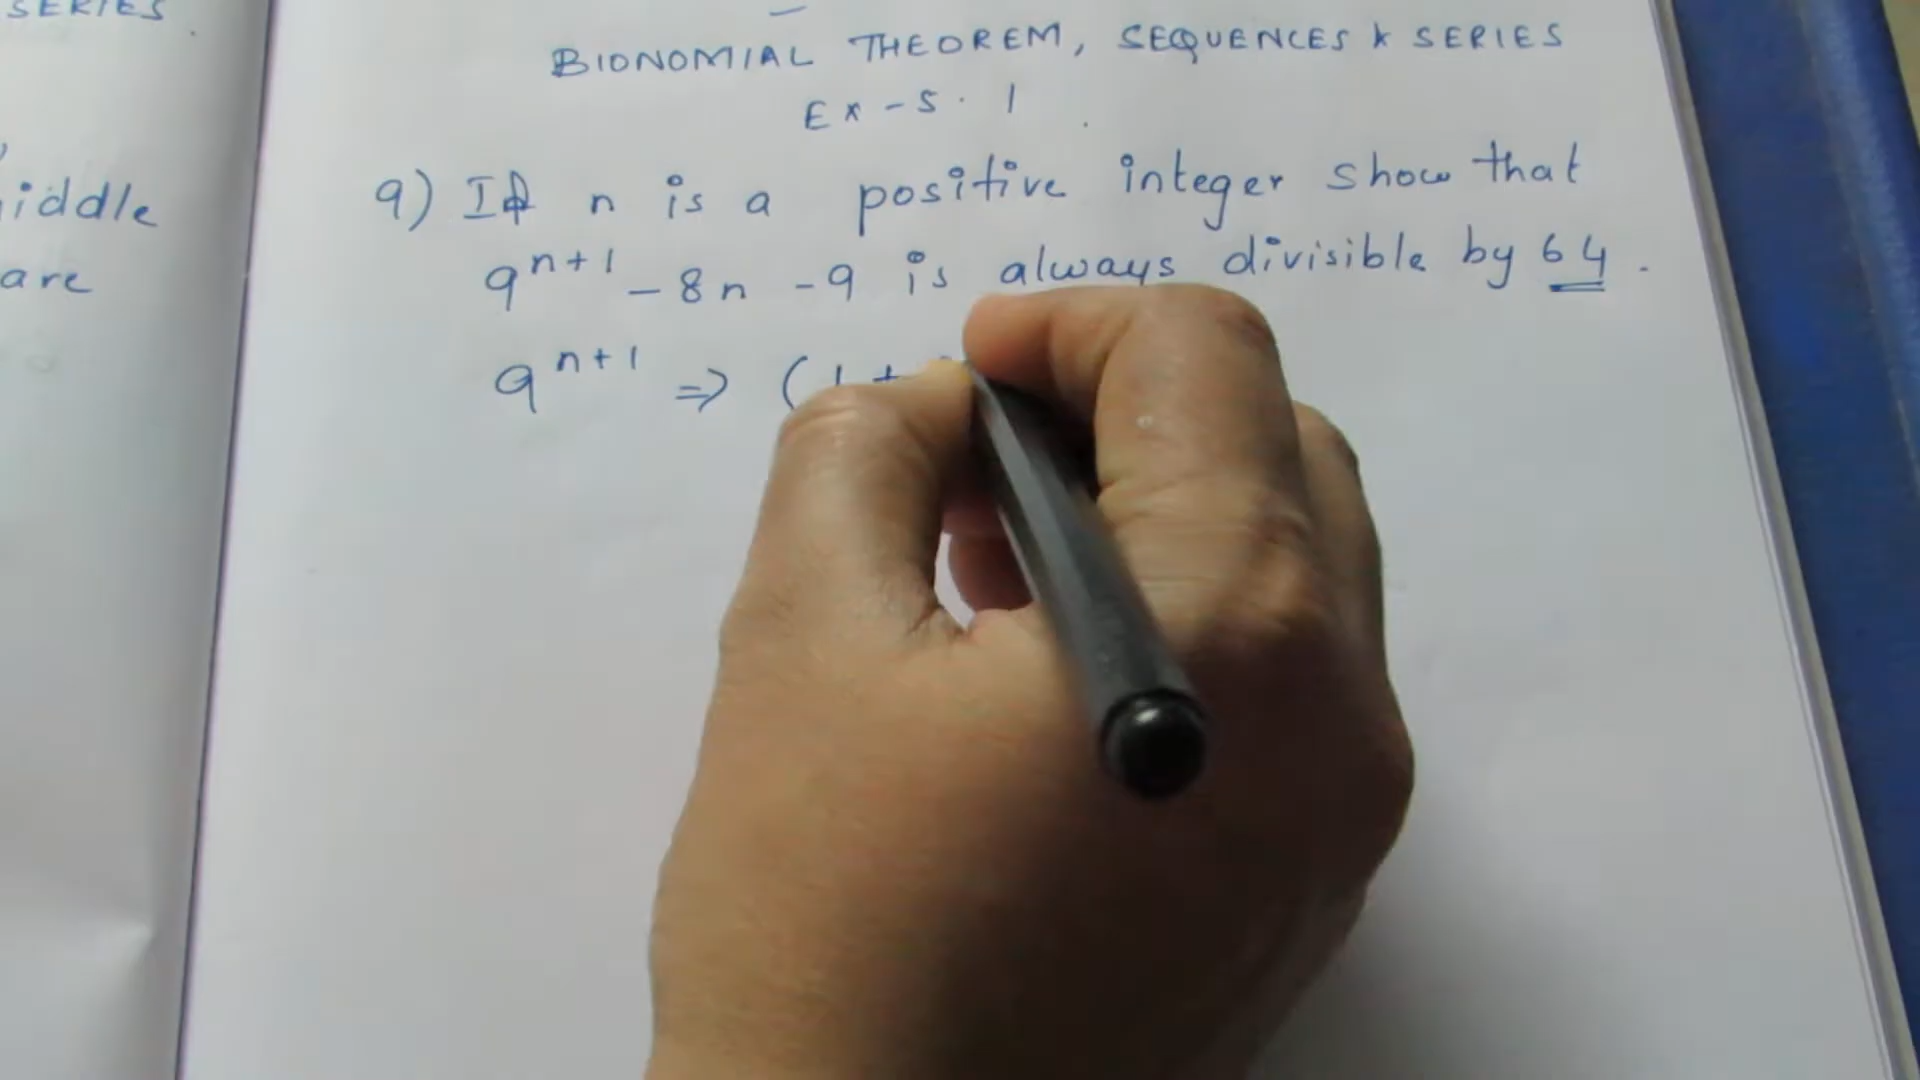 SERIES
iddle
are
BIONOMIAL THEOREM, SEQUENCES & SERIES
Ex - 5 . 1
9) If n is a positive integer show that
9^{n+1} - 8n - 9 is always divisible by 64 .
9^{n+1} ⇒ (1 +